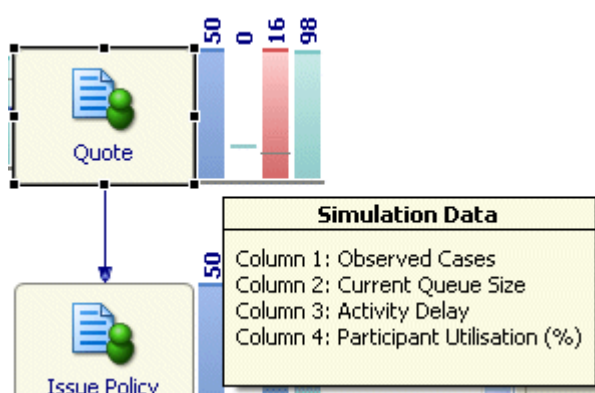 50 0 16 98
Quote
Simulation Data
Column 1: Observed Cases
50
Column 2: Current Queue Size
Column 3: Activity Delay
Column 4: Participant Utilisation (%)
Issue Policy